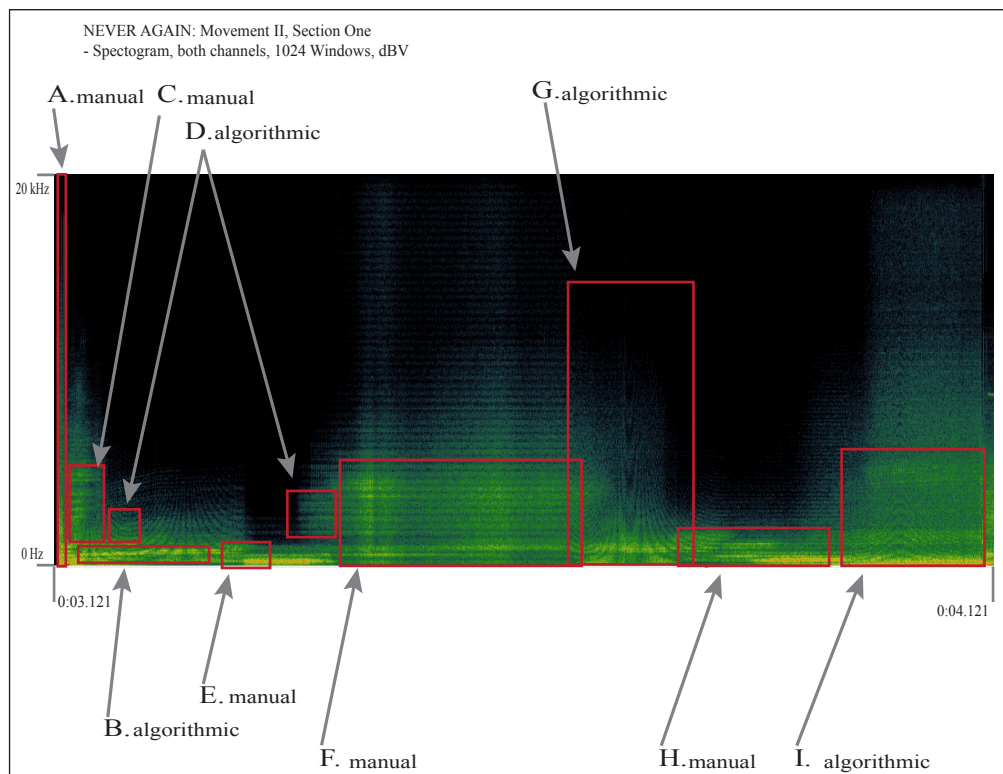 NEVER AGAIN: Movement II, Section One
- Spectogram, both channels, 1024 Windows, dBV
A.manual
C.manual
D.algorithmic
G.algorithmic
20 kHz
0 Hz
0:03.121
0:04.121
E.manual
B.algorithmic
F. manual
H.manual
I. algorithmic